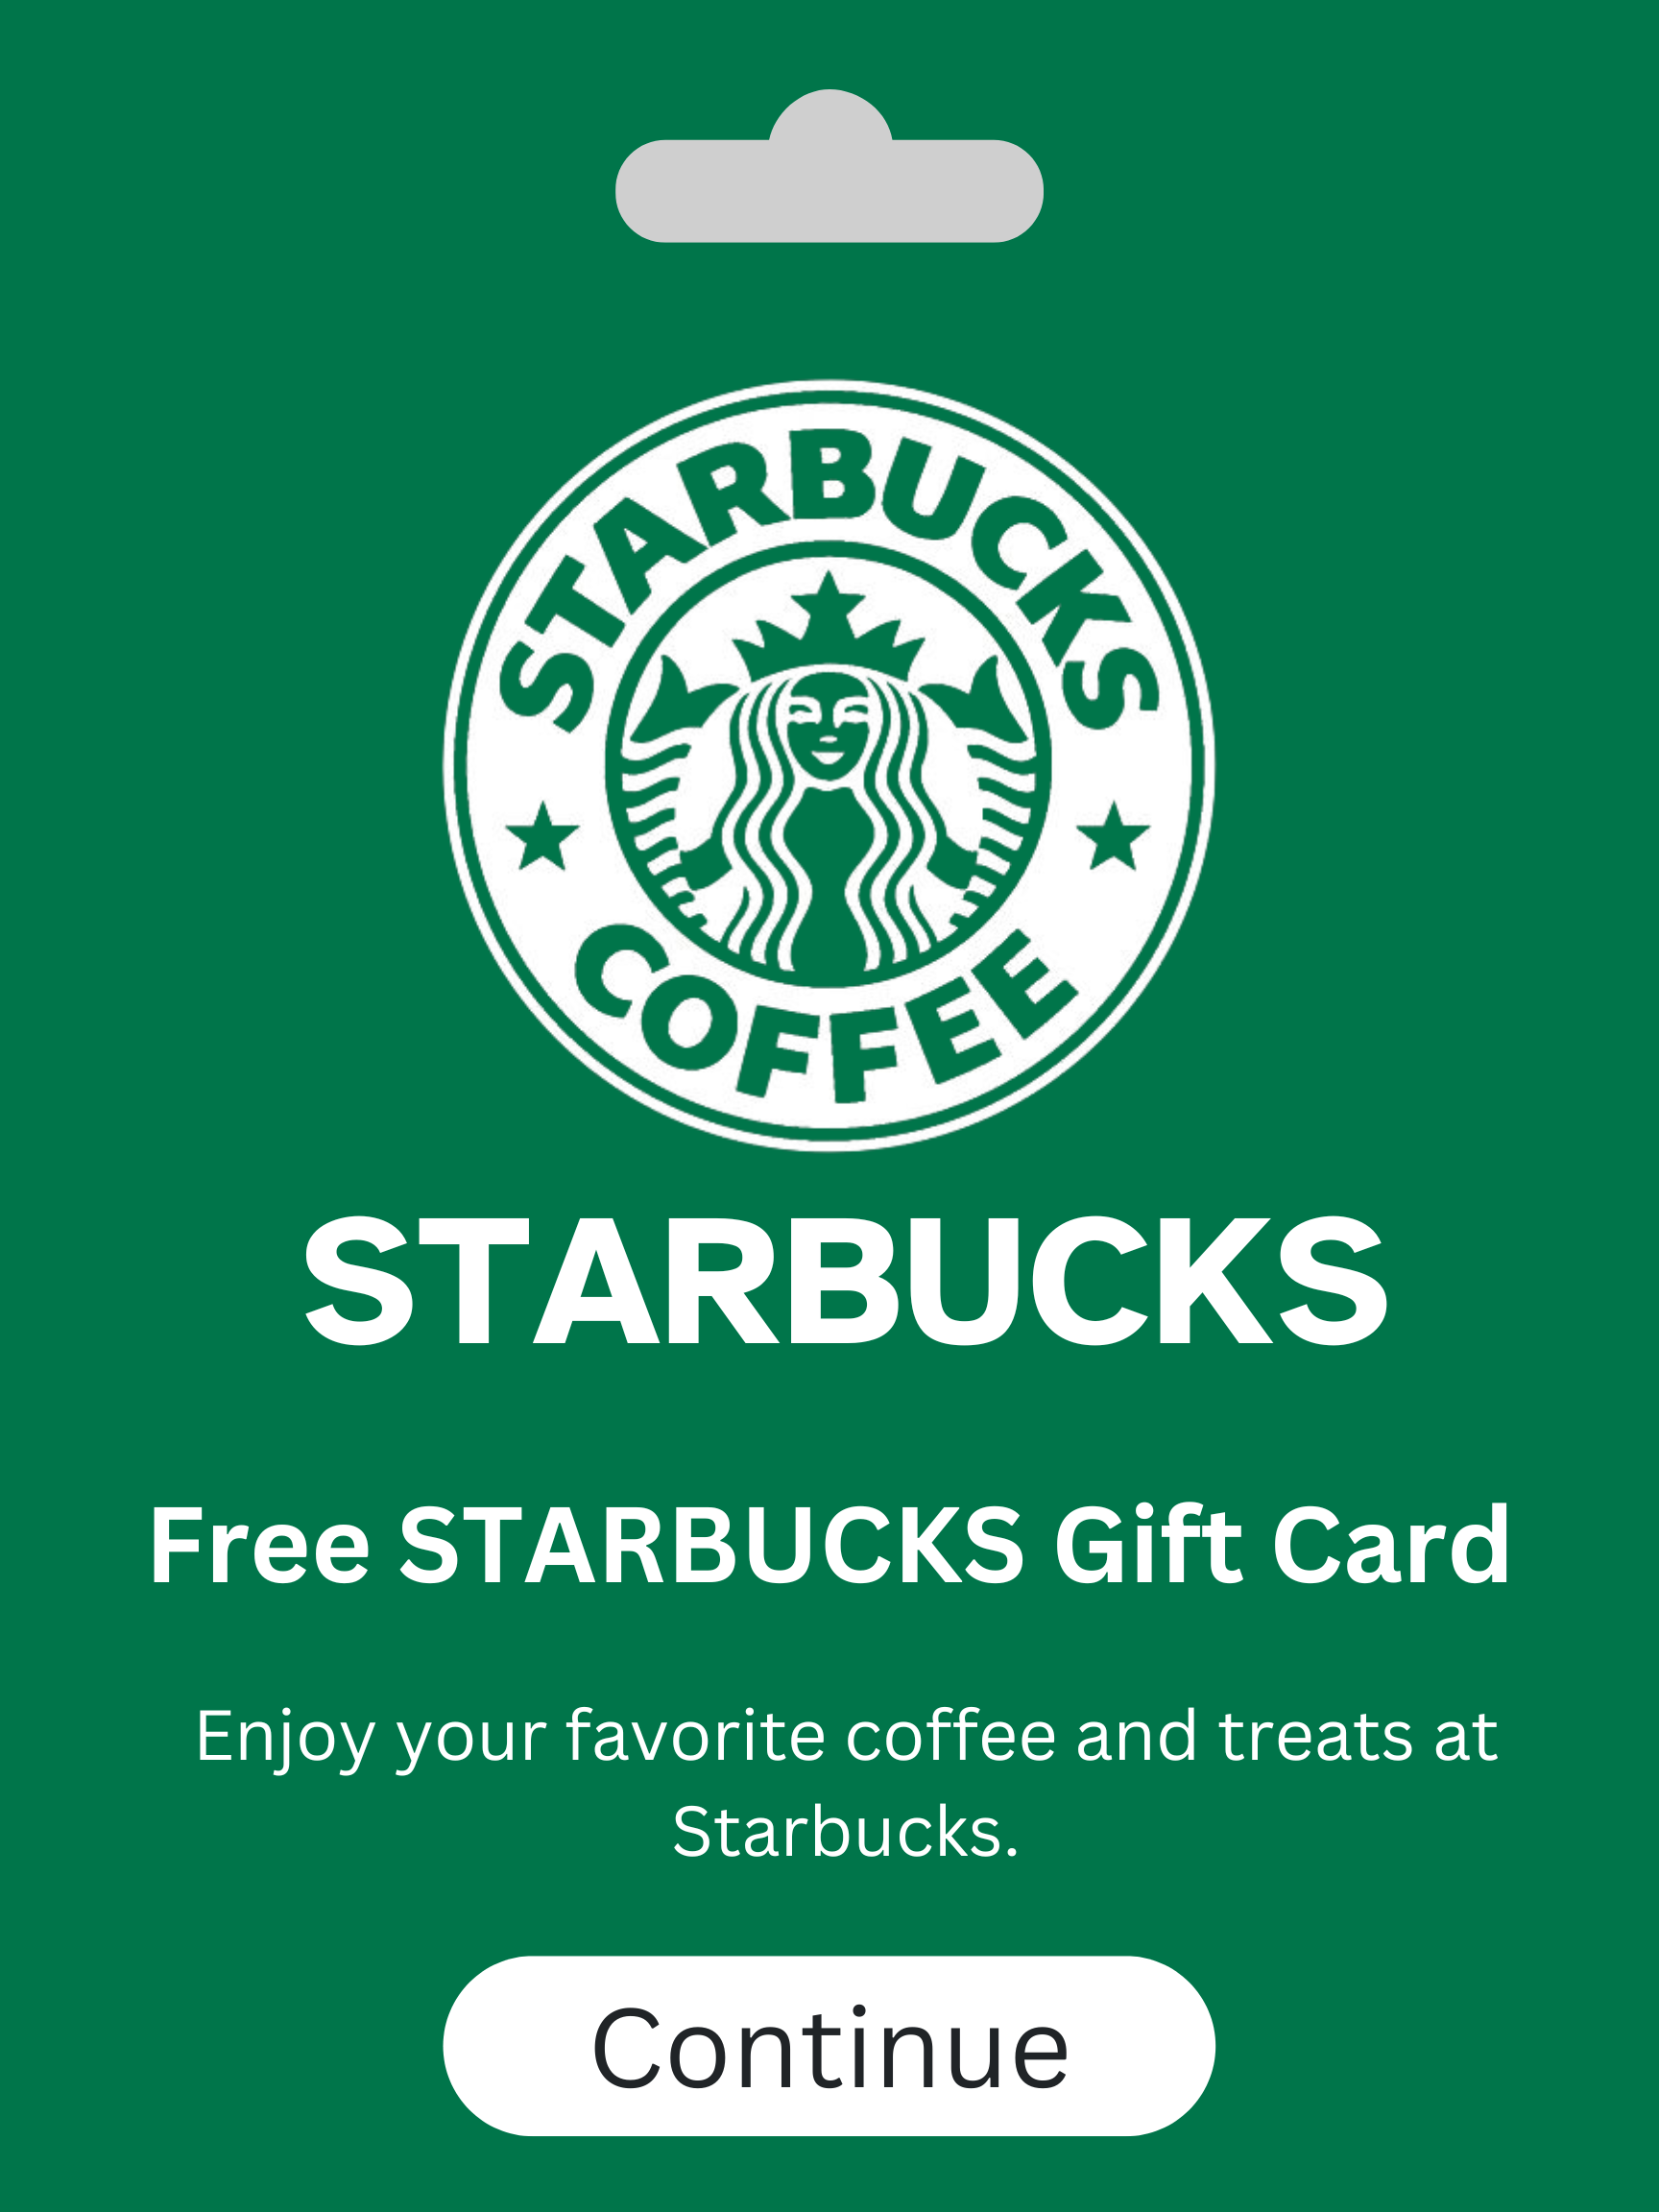 STARBUCKS
COFFEE
STARBUCKS
Free STARBUCKS Gift Card
Enjoy your favorite coffee and treats at
Starbucks.
Continue